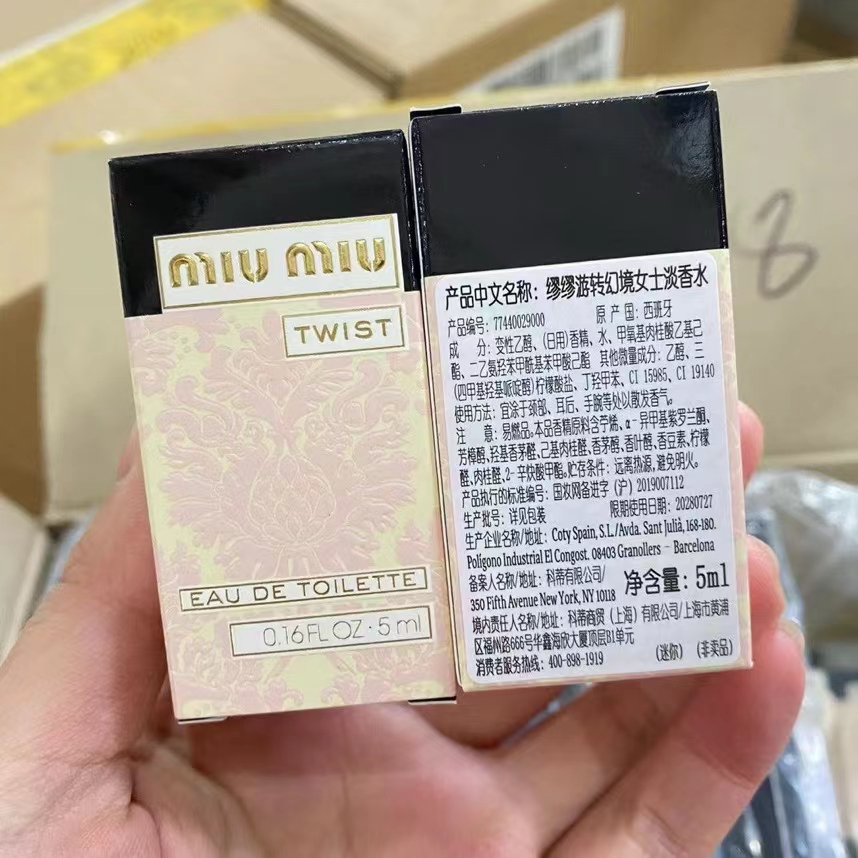 miu miu
TWIST
EAU DE TOILETTE
0.16 FL OZ · 5 ml
产品中文名称：缪缪游转幻境女士淡香水
产品编号：77440029000 原产国：西班牙
成 分：变性乙醇、(日用)香精、水、甲氧基肉桂酸乙基己
酯、二乙氨羟苯甲酰基苯甲酸己酯 其他微量成分：乙醇、三
(四甲基羟基哌啶醇)柠檬酸盐、丁羟甲苯、CI 15985、CI 19140
使用方法：宜涂于颈部、耳后、手腕等处以散发香气。
注 意：易燃品。本品香精原料含苧烯、α-异甲基紫罗兰酮、
芳樟醇、羟基香茅醛、己基肉桂醛、香茅醇、香叶醇、香豆素、柠檬
醛、肉桂醛、2-辛炔酸甲酯。贮存条件：远离热源，避免明火。
产品执行的标准编号：国妆网备进字（沪）2019007112
生产批号：详见包装 限期使用日期：20280727
生产企业名称/地址：Coty Spain, S.L./Avda. Sant Julià, 168-180.
Polígono Industrial El Congost. 08403 Granollers – Barcelona
备案人名称/地址：科蒂有限公司/
350 Fifth Avenue New York, NY 10118
净含量：5ml
境内责任人名称/地址：科蒂商贸（上海）有限公司/上海市黄浦
区福州路666号华鑫海欣大厦顶层B1单元
消费者服务热线：400-898-1919 （迷你）（非卖品）
8